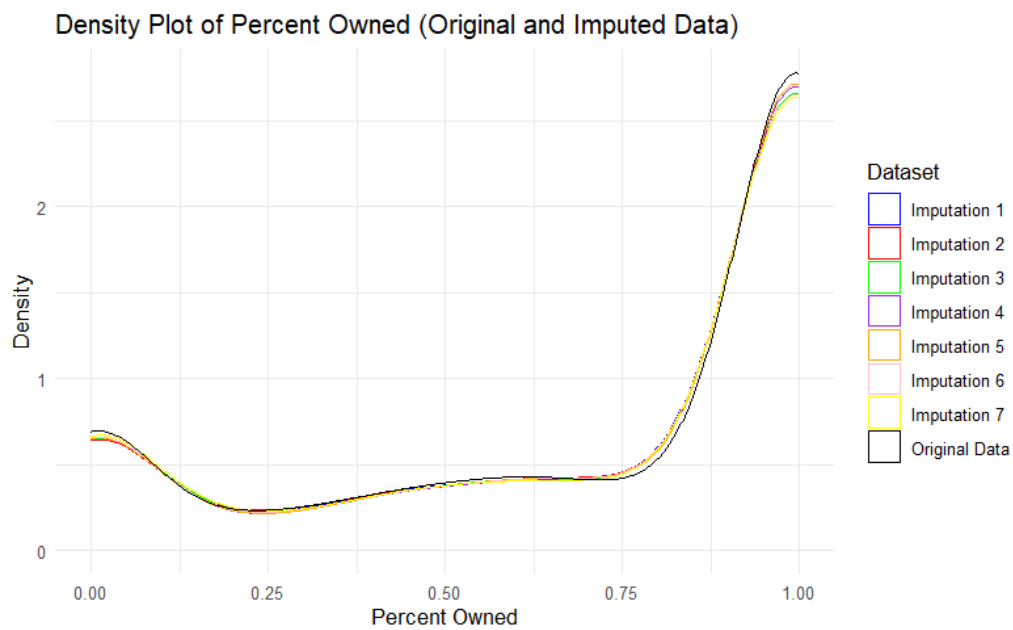 Density Plot of Percent Owned (Original and Imputed Data)
Density
2
1
0
0.00
0.25
0.50
0.75
1.00
Percent Owned
Dataset
Imputation 1
Imputation 2
Imputation 3
Imputation 4
Imputation 5
Imputation 6
Imputation 7
Original Data